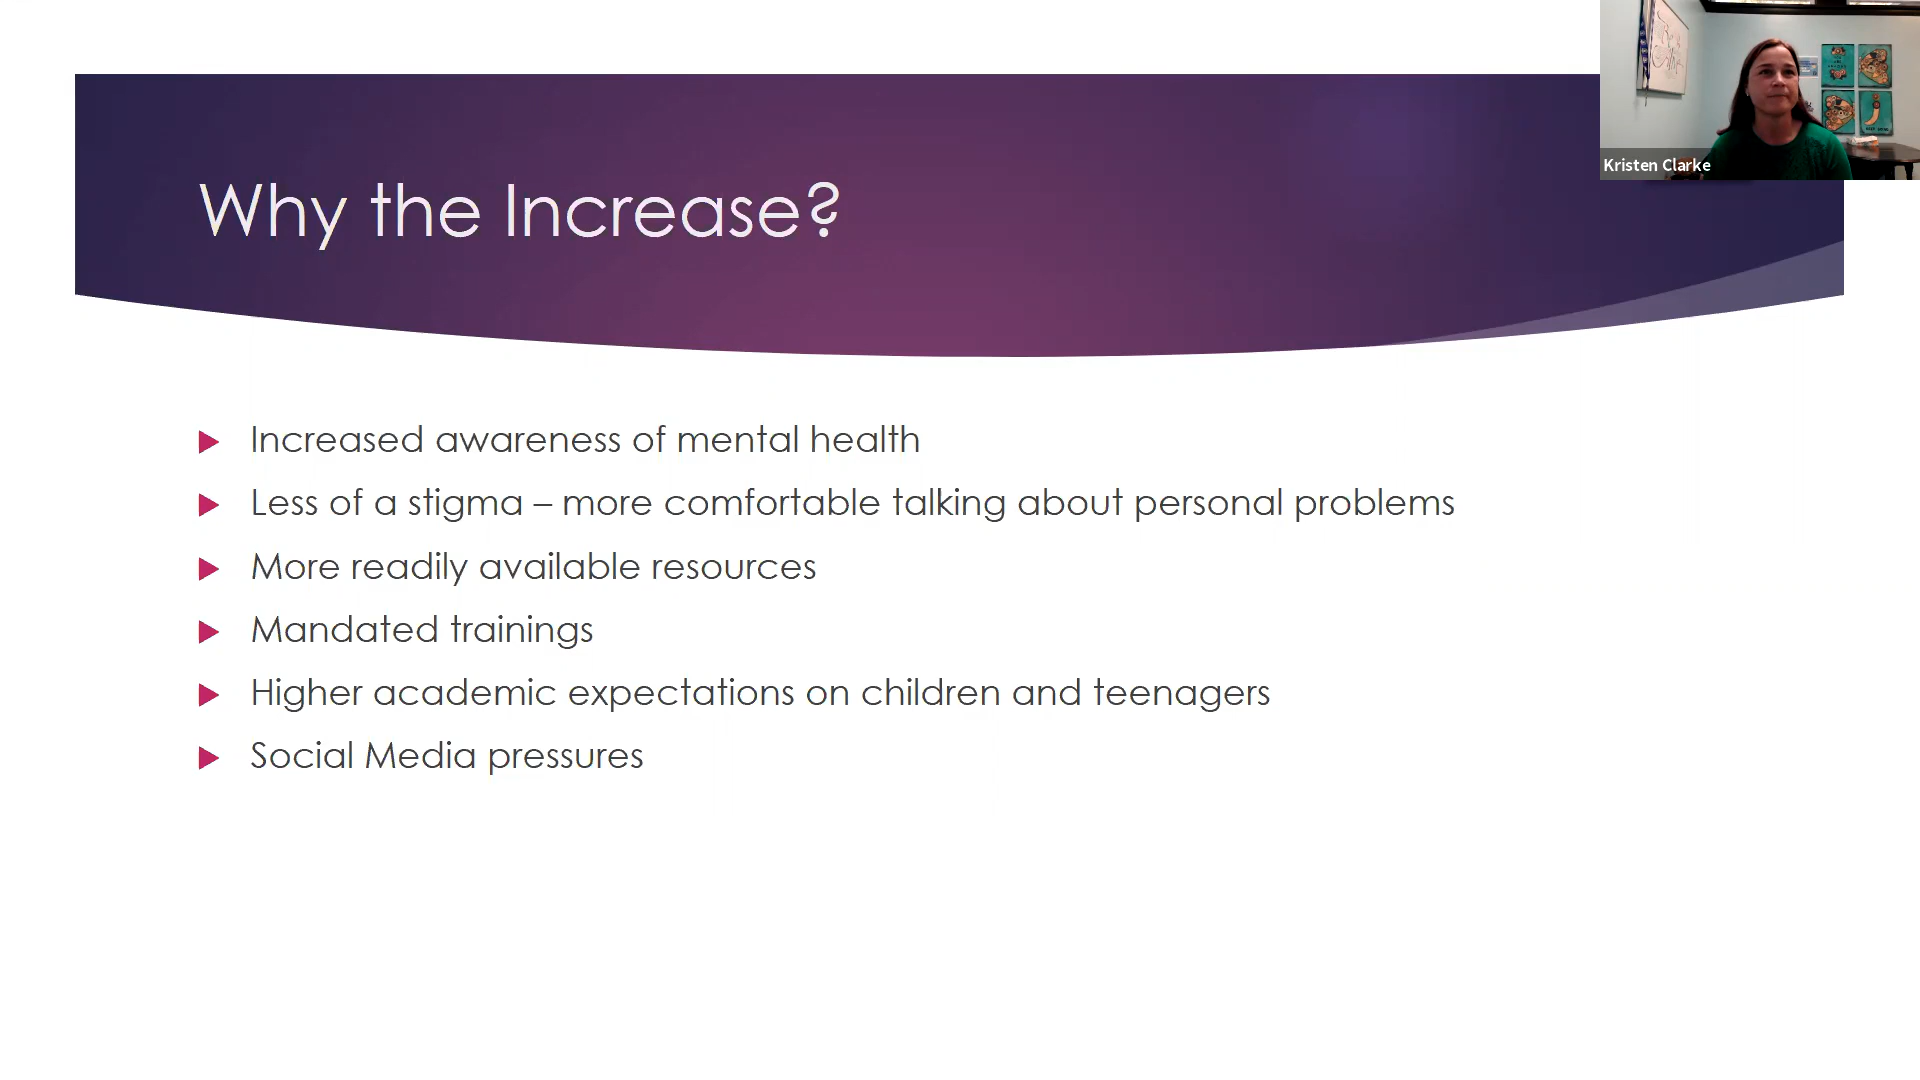 Why the Increase?
Increased awareness of mental health
Less of a stigma – more comfortable talking about personal problems
More readily available resources
Mandated trainings
Higher academic expectations on children and teenagers
Social Media pressures
Kristen Clarke